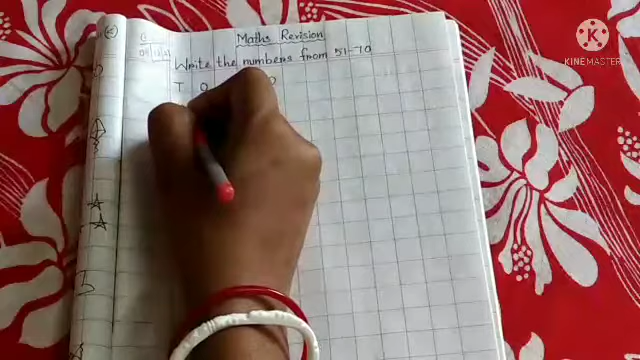 Maths Revision
Write the numbers from 51-70
T O O
KINEMASTER